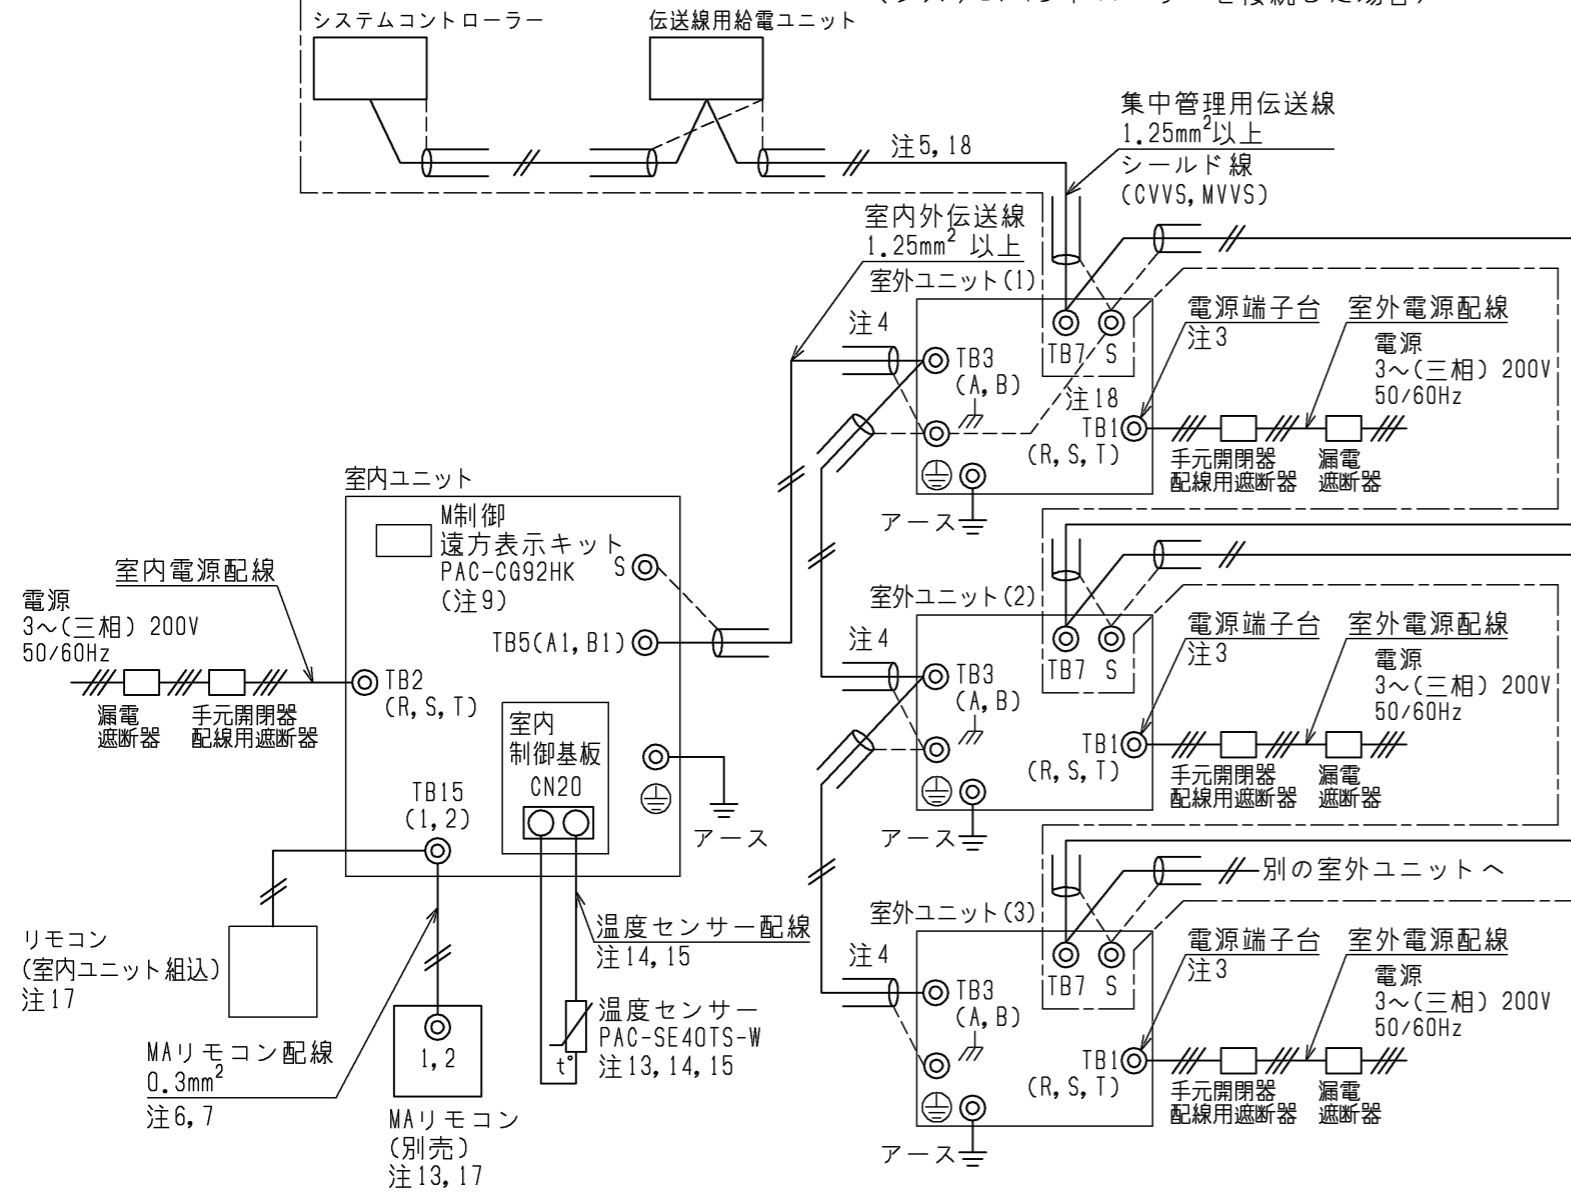 システムコントローラー
伝送線用給電ユニット
注5,18
集中管理用伝送線
1.25mm²以上
シールド線
(CVVS,MVVS)
室内外伝送線
1.25mm² 以上
室外ユニット(1)
注4
TB3
(A,B)
TB7
S
注18
TB1
(R,S,T)
アース
電源端子台
注3
室外電源配線
電源
3～(三相) 200V
50/60Hz
手元開閉器
配線用遮断器
漏電
遮断器
室内ユニット
M制御
遠方表示キット
PAC-CG92HK
(注9)
S
TB5(A1,B1)
室内電源配線
電源
3～(三相) 200V
50/60Hz
漏電
遮断器
手元開閉器
配線用遮断器
TB2
(R,S,T)
室内
制御基板
CN20
TB15
(1,2)
アース
室外ユニット(2)
注4
TB3
(A,B)
TB7
S
TB1
(R,S,T)
アース
電源端子台
注3
室外電源配線
電源
3～(三相) 200V
50/60Hz
手元開閉器
配線用遮断器
漏電
遮断器
リモコン
(室内ユニット組込)
注17
MAリモコン配線
0.3mm²
注6,7
1,2
MAリモコン
(別売)
注13,17
温度センサー配線
注14,15
t°
温度センサー
PAC-SE40TS-W
注13,14,15
別の室外ユニットへ
室外ユニット(3)
注4
TB3
(A,B)
TB7
S
TB1
(R,S,T)
アース
電源端子台
注3
室外電源配線
電源
3～(三相) 200V
50/60Hz
手元開閉器
配線用遮断器
漏電
遮断器